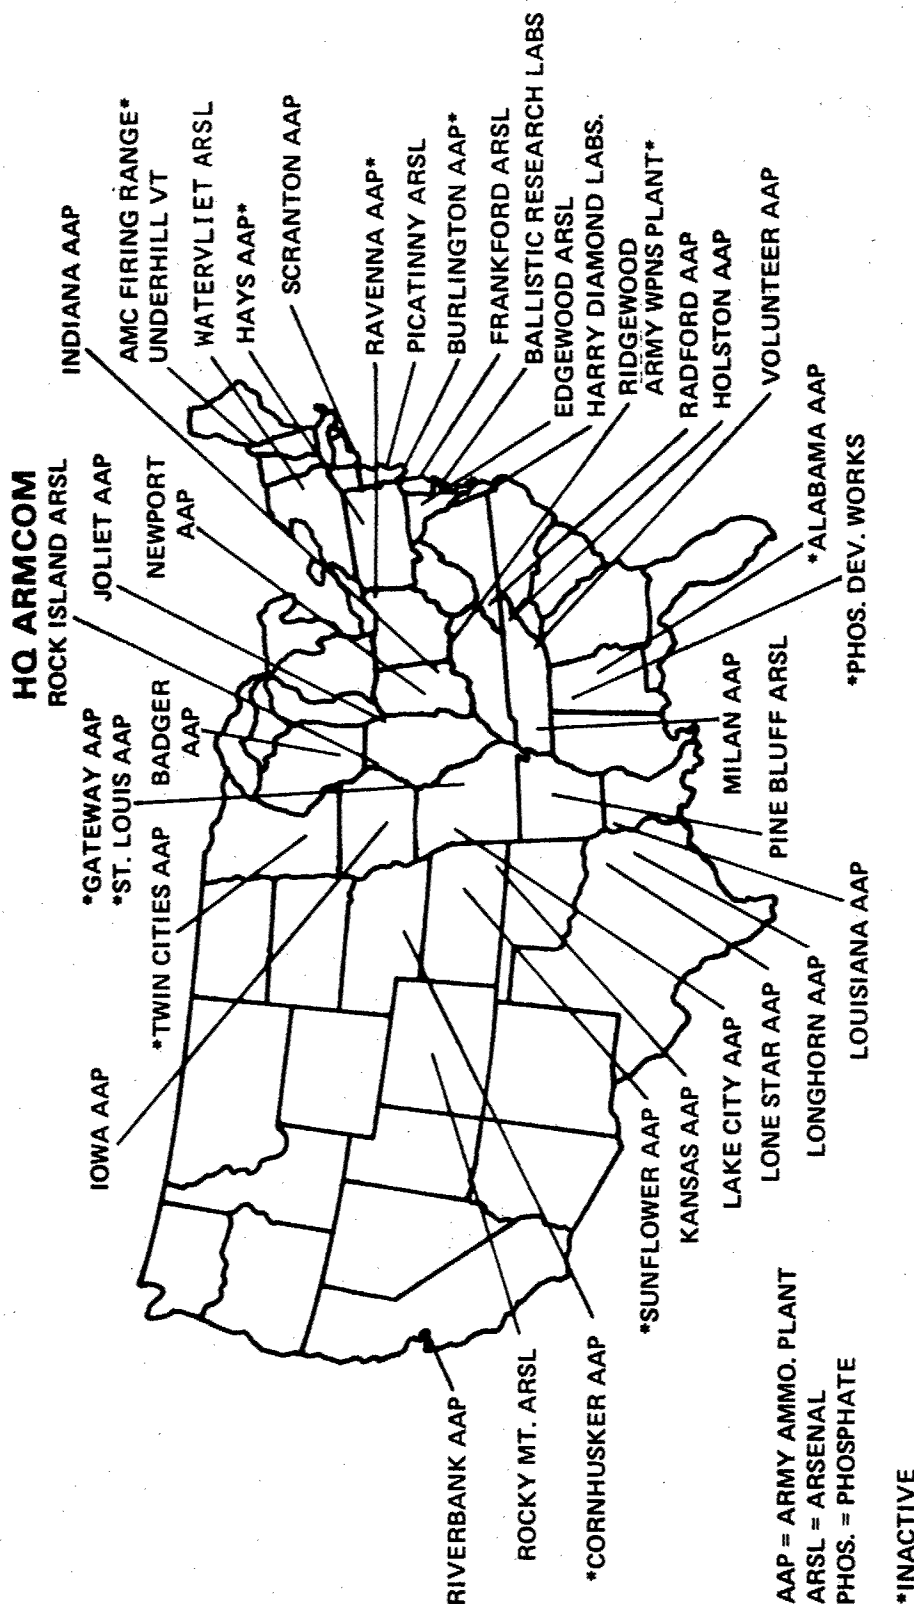 HQ ARMCOM
ROCK ISLAND ARSL
JOLIET AAP
NEWPORT
AAP
INDIANA AAP
AMC FIRING RANGE*
UNDERHILL VT
WATERVLIET ARSL
HAYS AAP*
SCRANTON AAP
RAVENNA AAP*
PICATINNY ARSL
BURLINGTON AAP*
FRANKFORD ARSL
BALLISTIC RESEARCH LABS
EDGEWOOD ARSL
HARRY DIAMOND LABS.
RIDGEWOOD
ARMY WPNS PLANT*
RADFORD AAP
HOLSTON AAP
VOLUNTEER AAP
*ALABAMA AAP
*PHOS. DEV. WORKS
*GATEWAY AAP
*ST. LOUIS AAP
BADGER
AAP
*TWIN CITIES AAP
IOWA AAP
MILAN AAP
PINE BLUFF ARSL
LOUISIANA AAP
LONGHORN AAP
LONE STAR AAP
LAKE CITY AAP
KANSAS AAP
*SUNFLOWER AAP
RIVERBANK AAP
ROCKY MT. ARSL
*CORNHUSKER AAP
AAP = ARMY AMMO. PLANT
ARSL = ARSENAL
PHOS. = PHOSPHATE
*INACTIVE